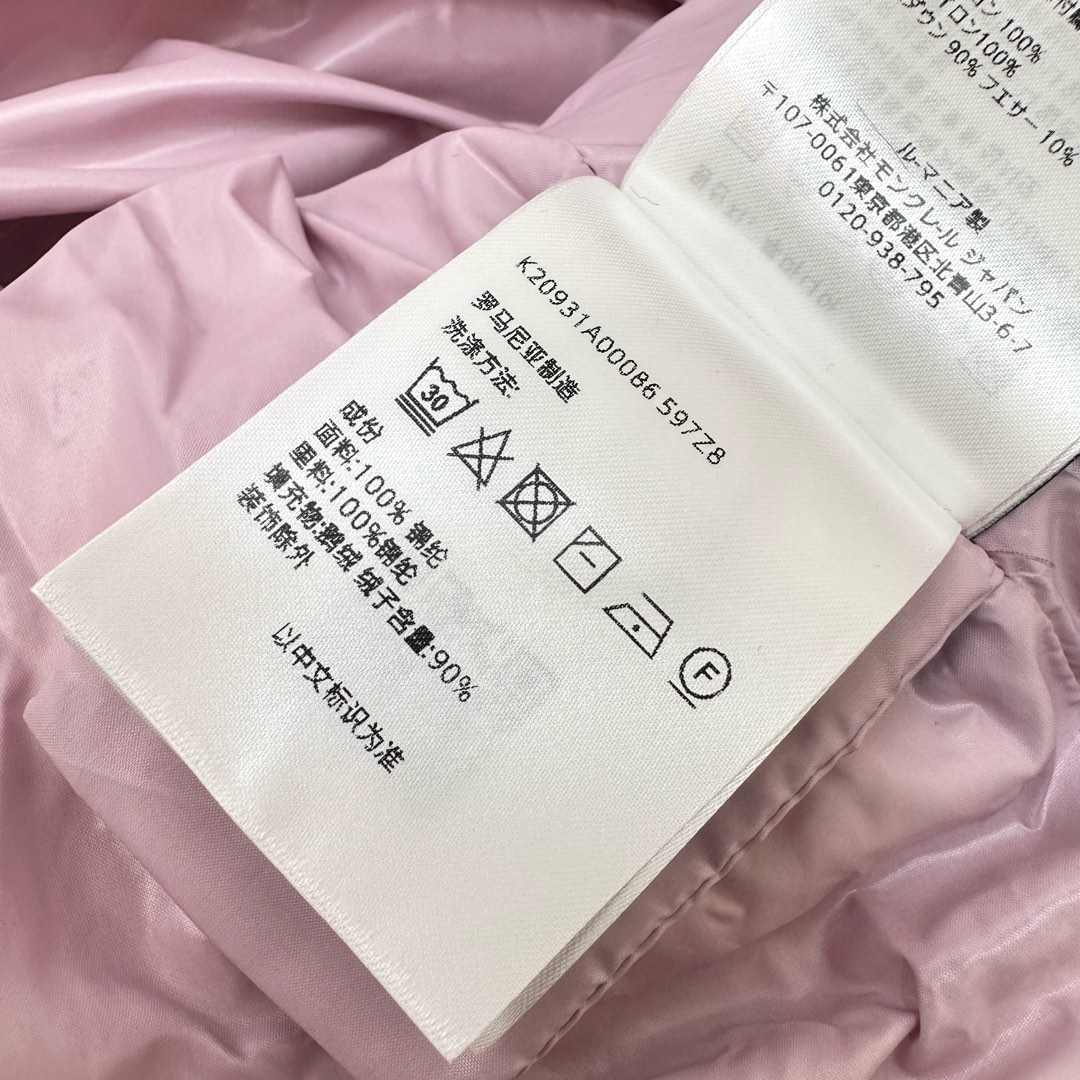 ン 100%
イロン100%
ダウン 90% フェザー 10%
ルーマニア製
株式会社モンクレール ジャパン
〒107-0061東京都港区北青山3-6-7
0120-938-795
K20931A00086 597Z8
罗马尼亚制造
洗涤方法:
30
F
成份
面料:100% 锦纶
里料:100%锦纶
填充物:鹅绒 绒子含量:90%
装饰除外
以中文标识为准